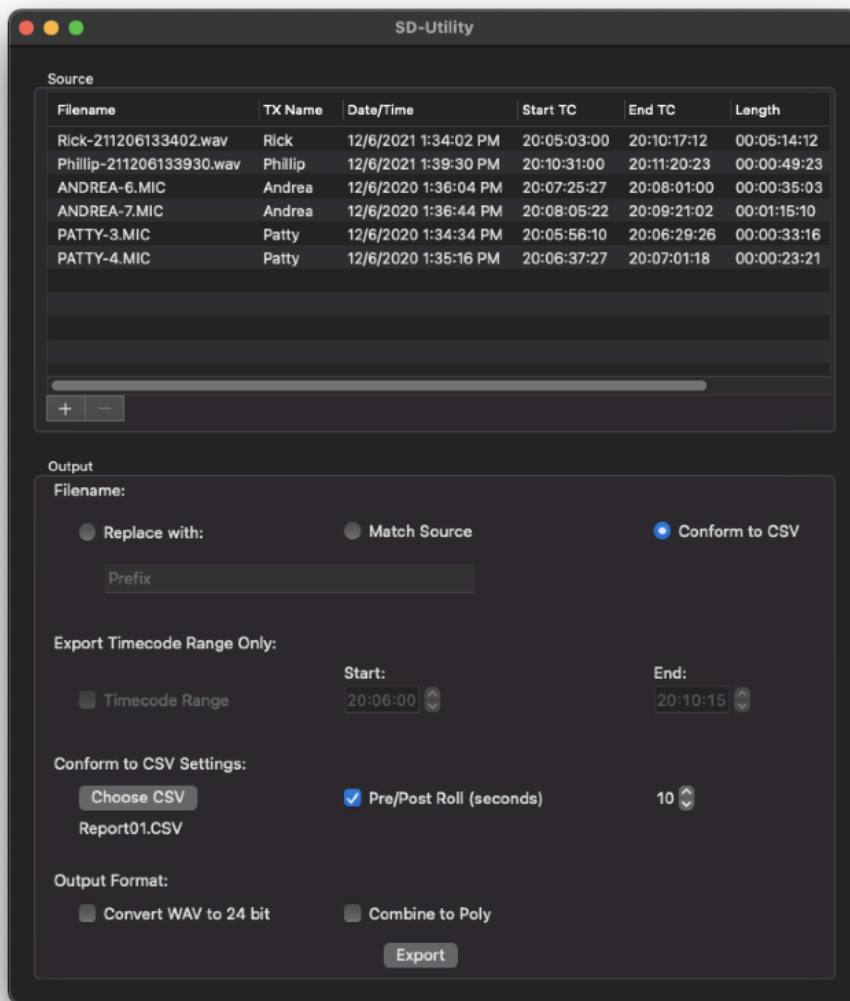 SD-Utility
Source
Filename TX Name Date/Time Start TC End TC Length
Rick-211206133402.wav Rick 12/6/2021 1:34:02 PM 20:05:03:00 20:10:17:12 00:05:14:12
Phillip-211206133930.wav Phillip 12/6/2021 1:39:30 PM 20:10:31:00 20:11:20:23 00:00:49:23
ANDREA-6.MIC Andrea 12/6/2020 1:36:04 PM 20:07:25:27 20:08:01:00 00:00:35:03
ANDREA-7.MIC Andrea 12/6/2020 1:36:44 PM 20:08:05:22 20:09:21:02 00:01:15:10
PATTY-3.MIC Patty 12/6/2020 1:34:34 PM 20:05:56:10 20:06:29:26 00:00:33:16
PATTY-4.MIC Patty 12/6/2020 1:35:16 PM 20:06:37:27 20:07:01:18 00:00:23:21
+ −
Output
Filename:
Replace with: Match Source Conform to CSV
Prefix
Export Timecode Range Only:
Start: End:
Timecode Range 20:06:00 20:10:15
Conform to CSV Settings:
Choose CSV Pre/Post Roll (seconds) 10
Report01.CSV
Output Format:
Convert WAV to 24 bit Combine to Poly
Export